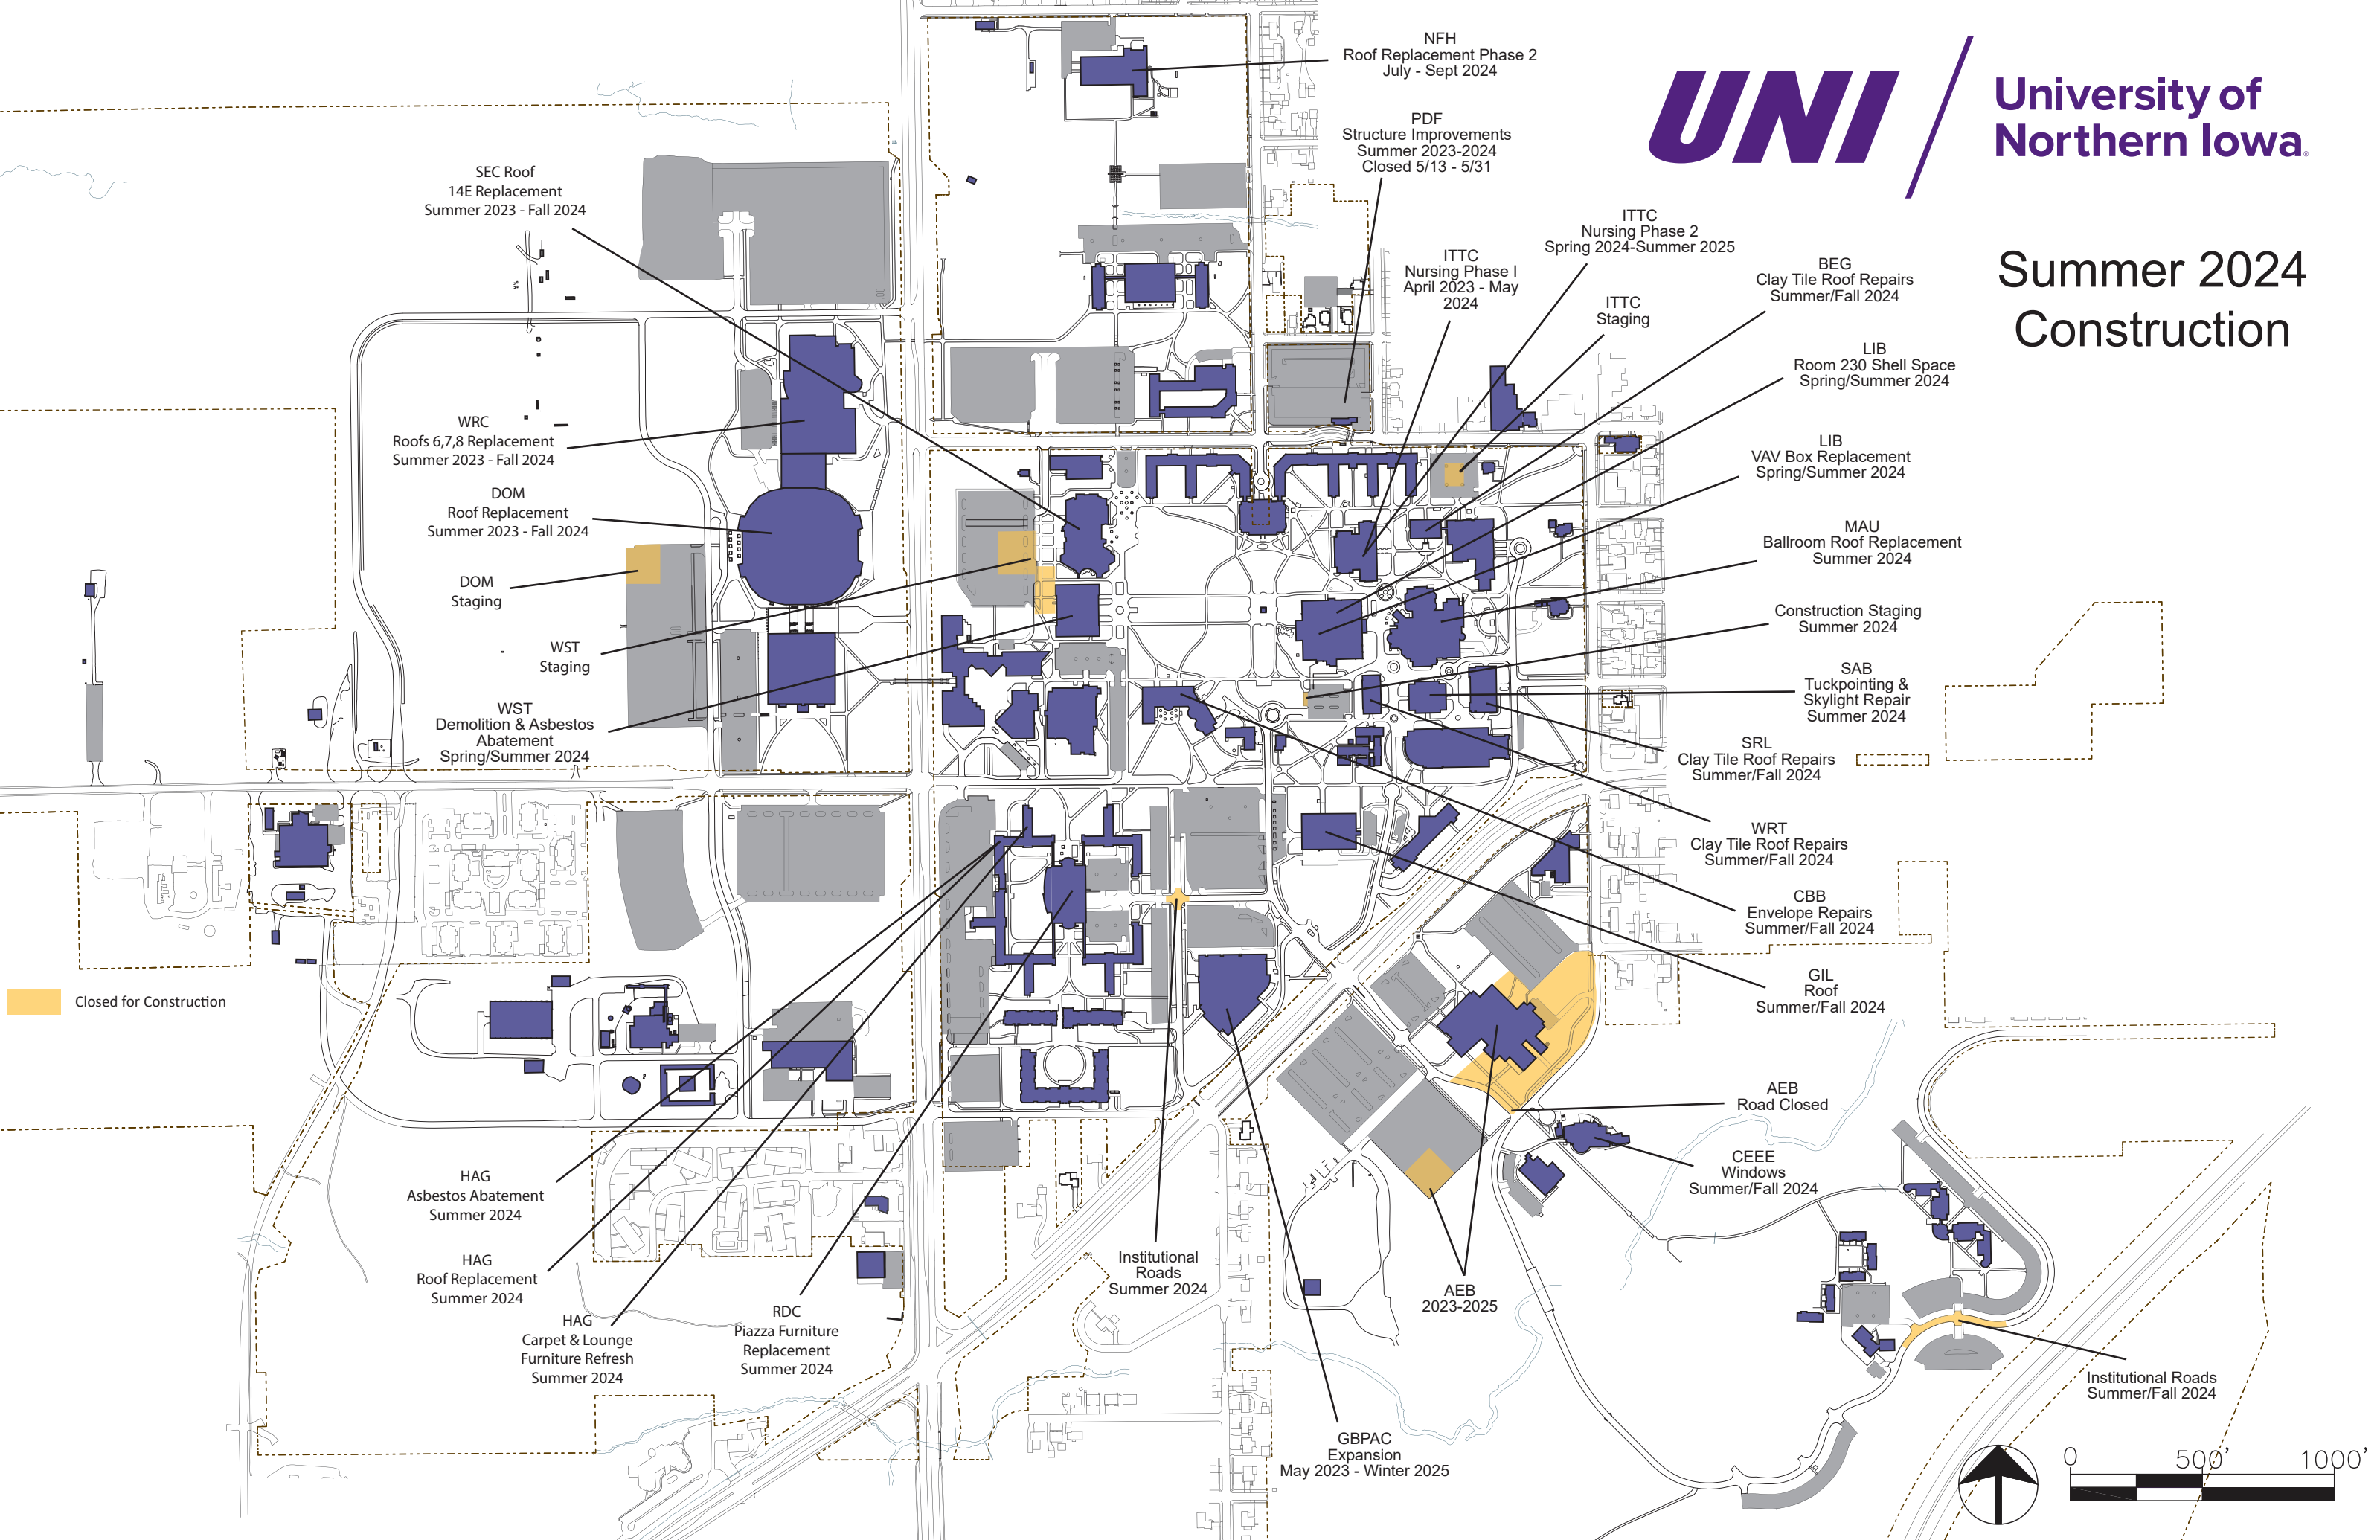 UNI
University of
Northern Iowa®
Summer 2024
Construction
NFH
Roof Replacement Phase 2
July - Sept 2024
PDF
Structure Improvements
Summer 2023-2024
Closed 5/13 - 5/31
SEC Roof
14E Replacement
Summer 2023 - Fall 2024
ITTC
Nursing Phase 2
Spring 2024-Summer 2025
ITTC
Nursing Phase I
April 2023 - May
2024
ITTC
Staging
BEG
Clay Tile Roof Repairs
Summer/Fall 2024
LIB
Room 230 Shell Space
Spring/Summer 2024
LIB
VAV Box Replacement
Spring/Summer 2024
MAU
Ballroom Roof Replacement
Summer 2024
Construction Staging
Summer 2024
SAB
Tuckpointing &
Skylight Repair
Summer 2024
SRL
Clay Tile Roof Repairs
Summer/Fall 2024
WRT
Clay Tile Roof Repairs
Summer/Fall 2024
CBB
Envelope Repairs
Summer/Fall 2024
GIL
Roof
Summer/Fall 2024
AEB
Road Closed
CEEE
Windows
Summer/Fall 2024
WRC
Roofs 6,7,8 Replacement
Summer 2023 - Fall 2024
DOM
Roof Replacement
Summer 2023 - Fall 2024
DOM
Staging
WST
Staging
WST
Demolition & Asbestos
Abatement
Spring/Summer 2024
Closed for Construction
HAG
Asbestos Abatement
Summer 2024
HAG
Roof Replacement
Summer 2024
HAG
Carpet & Lounge
Furniture Refresh
Summer 2024
RDC
Piazza Furniture
Replacement
Summer 2024
Institutional
Roads
Summer 2024
AEB
2023-2025
GBPAC
Expansion
May 2023 - Winter 2025
Institutional Roads
Summer/Fall 2024
0 500' 1000'